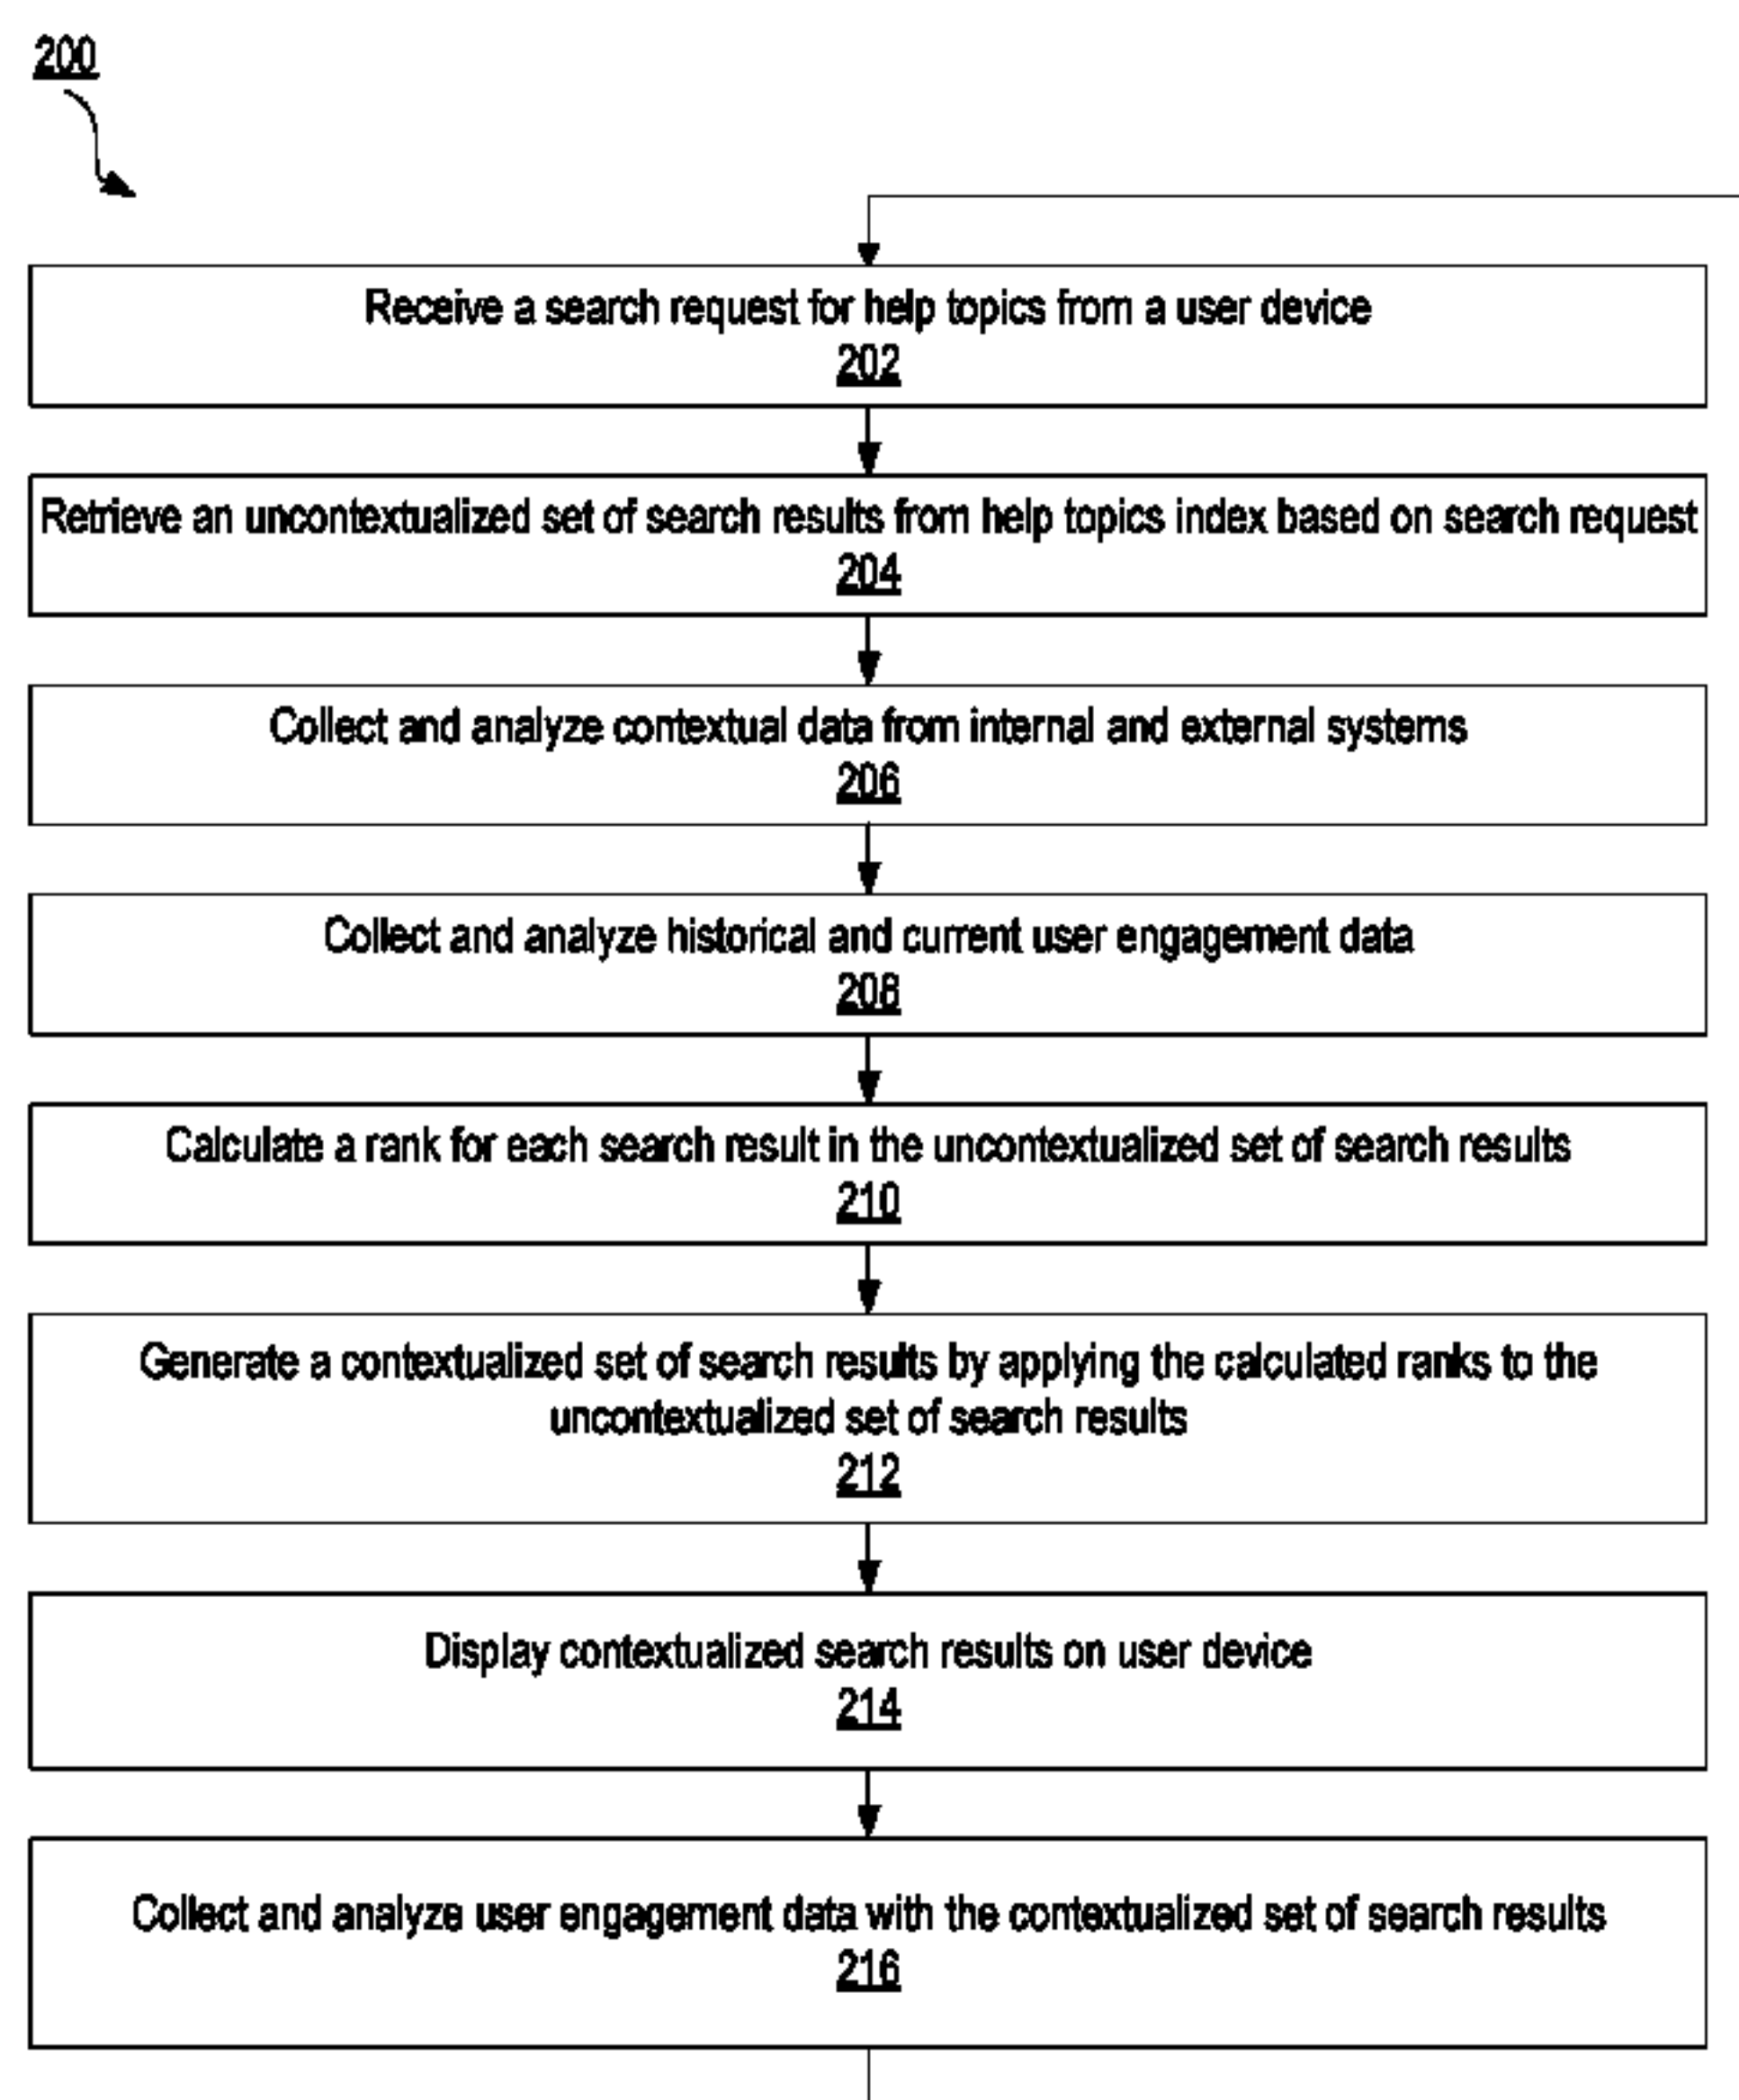 200
Receive a search request for help topics from a user device
202
Retrieve an uncontextualized set of search results from help topics index based on search request
204
Collect and analyze contextual data from internal and external systems
206
Collect and analyze historical and current user engagement data
208
Calculate a rank for each search result in the uncontextualized set of search results
210
Generate a contextualized set of search results by applying the calculated ranks to the
uncontextualized set of search results
212
Display contextualized search results on user device
214
Collect and analyze user engagement data with the contextualized set of search results
216